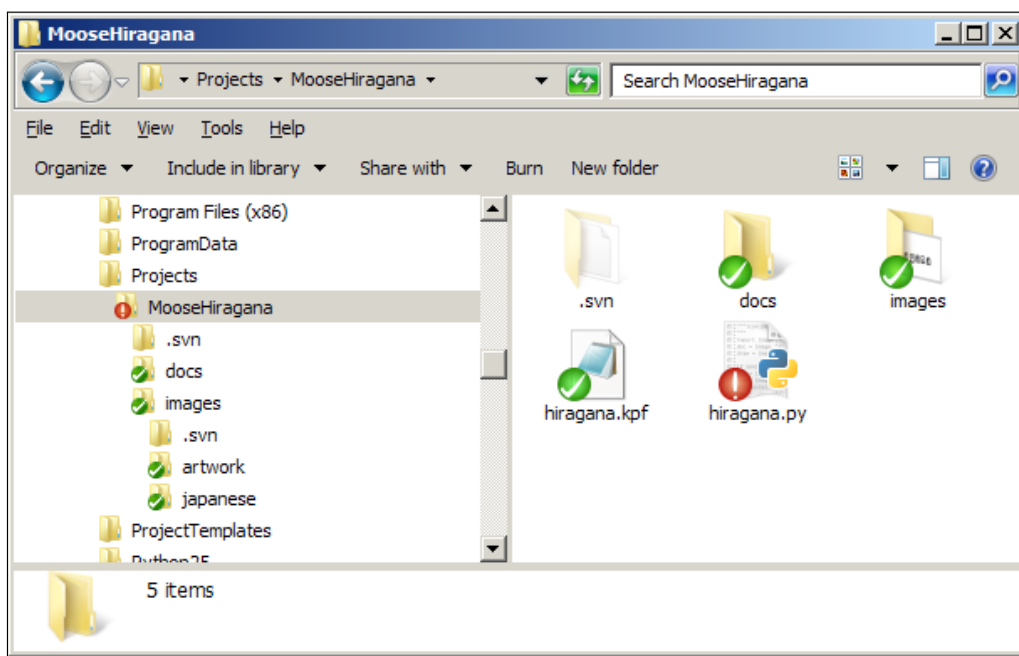 MooseHiragana
Projects MooseHiragana
Search MooseHiragana
File Edit View Tools Help
Organize Include in library Share with Burn New folder
Program Files (x86)
ProgramData
Projects
MooseHiragana
.svn
docs
images
.svn
artwork
japanese
ProjectTemplates
Python25
.svn
docs
images
hiragana.kpf
hiragana.py
5 items